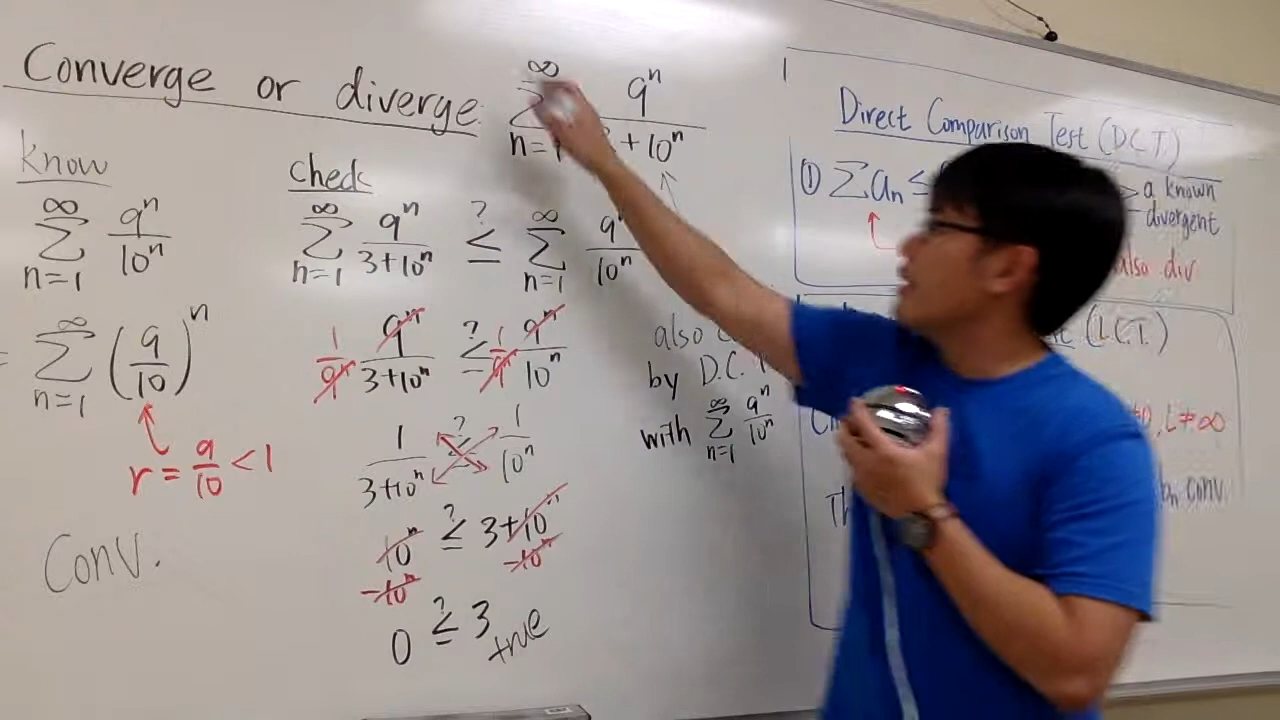 Converge or diverge: ∞ Σ n=1 9ⁿ / + 10ⁿ
know
∞ Σ n=1 9ⁿ/10ⁿ
= ∞ Σ n=1 (9/10)ⁿ
r = 9/10 < 1
Conv.
check
∞ Σ n=1 9ⁿ/3+10ⁿ ?≤ ∞ Σ n=1 9ⁿ/10ⁿ
1/9ⁿ 9ⁿ/3+10ⁿ ?≤ 1/9ⁿ 9ⁿ/10ⁿ
1/3+10ⁿ ?≤ 1/10ⁿ
10ⁿ ?≤ 3+10ⁿ
-10ⁿ -10ⁿ
0 ?≤ 3 true
also
by D.C.T
with ∞ Σ n=1 9ⁿ/10ⁿ
Direct Comparison Test (D.C.T.)
① Σ aₙ ≤ > a known
divergent
also div
(L.C.T.)
, L≠∞
bₙ conv.